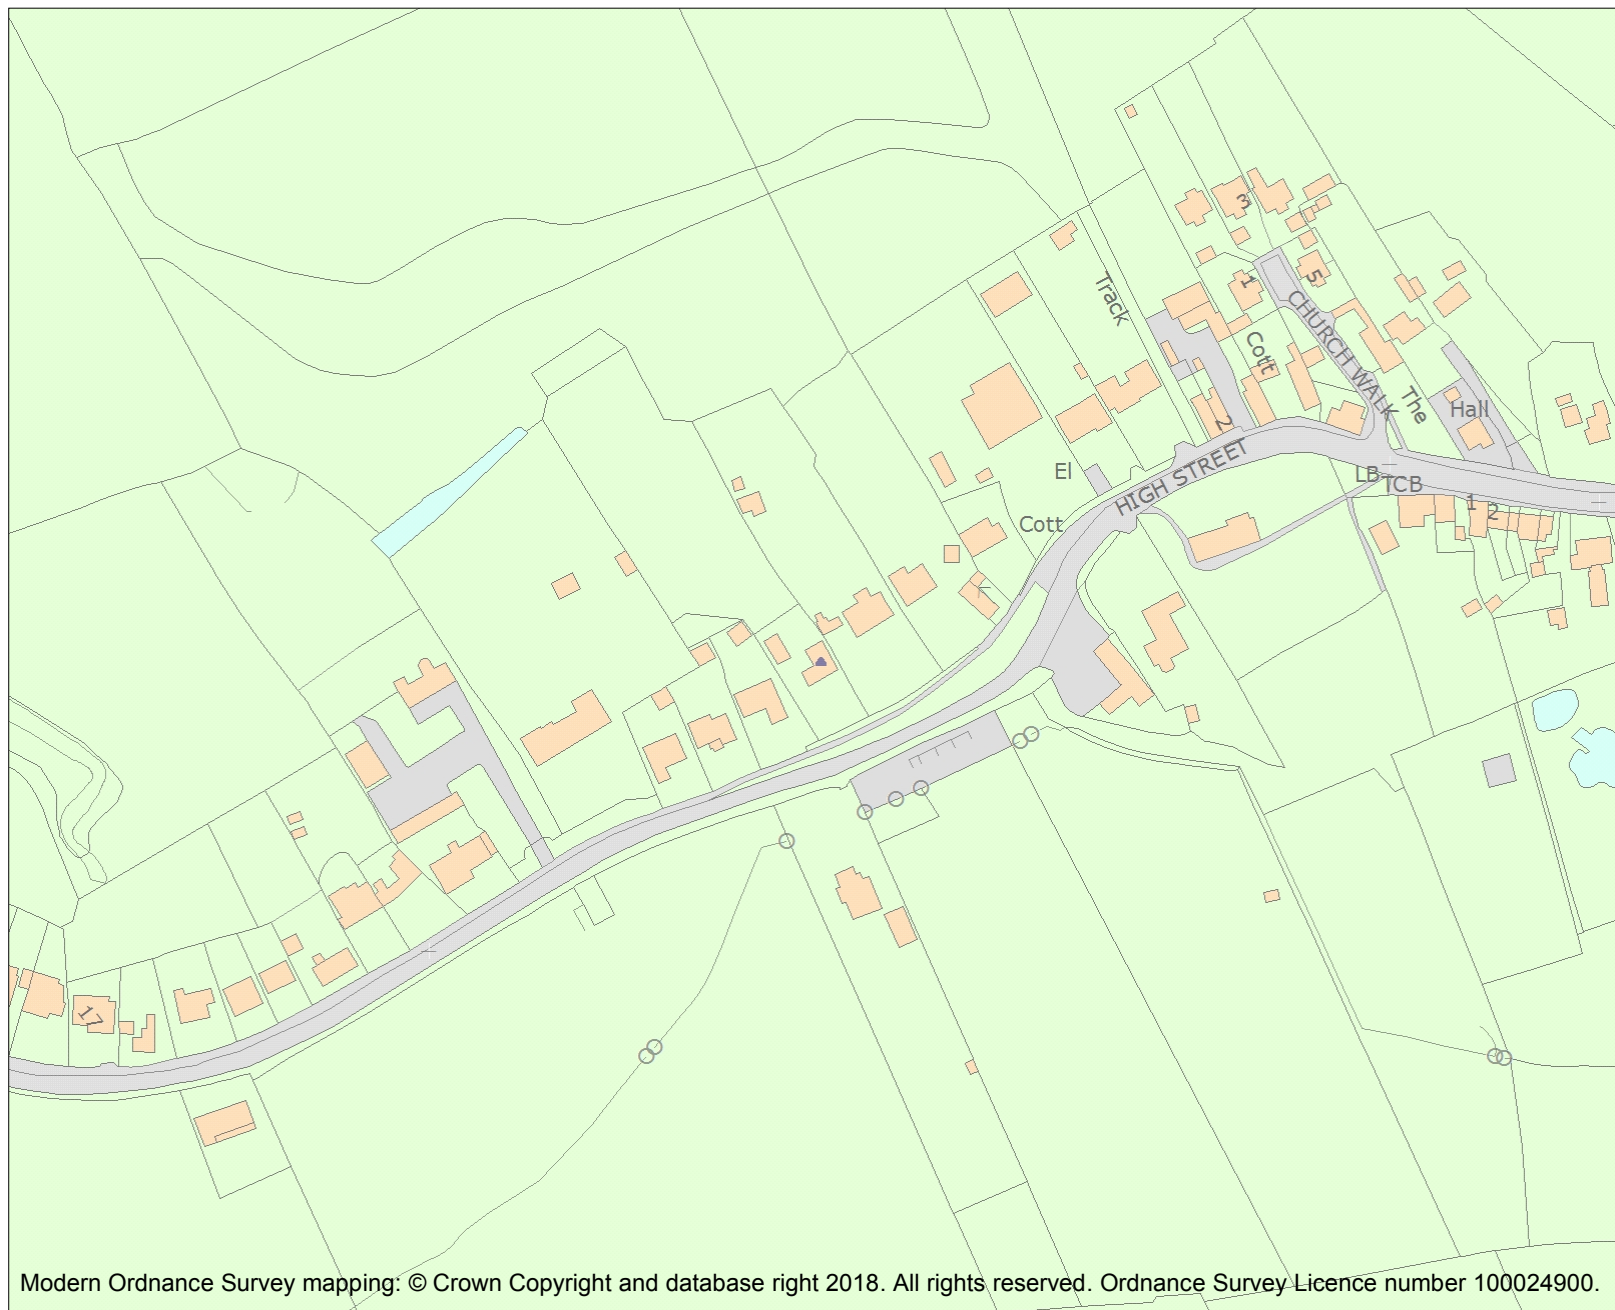 3
1
5
Track
CHURCH WALK
Cott
The
Hall
2
HIGH STREET
El
LB
TCB
1
2
Cott
17
Modern Ordnance Survey mapping: © Crown Copyright and database right 2018. All rights reserved. Ordnance Survey Licence number 100024900.